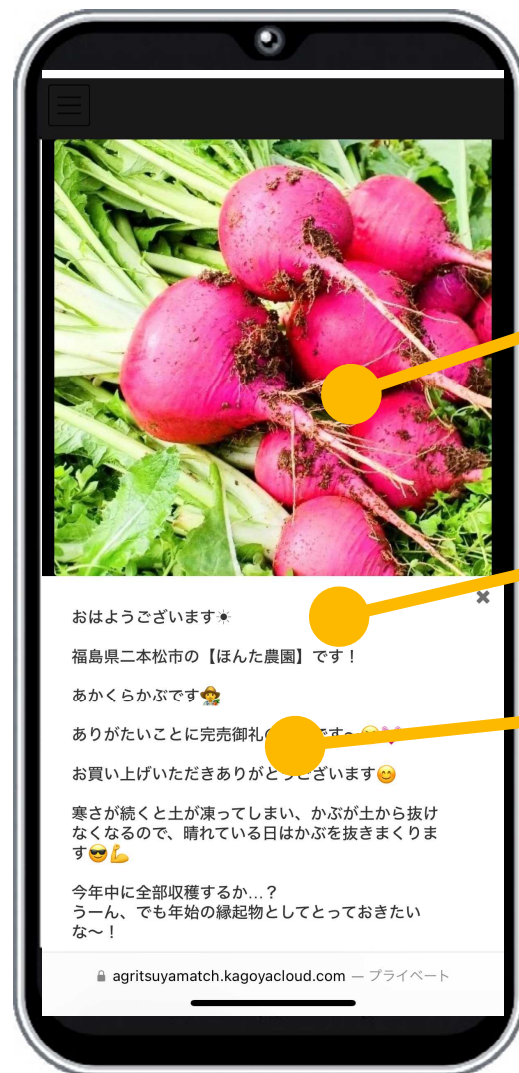 おはようございます☀
福島県二本松市の【ほんた農園】です！
あかくらかぶです🧑‍🌾
ありがたいことに完売御礼
です〜
お買い上げいただきありがとうございます😊
寒さが続くと土が凍ってしまい、かぶが土から抜け
なくなるので、晴れている日はかぶを抜きまくりま
す😎💪
今年中に全部収穫するか…？
うーん、でも年始の縁起物としてとっておきたい
な〜！
agritsuyamatch.kagoyacloud.com — プライベート